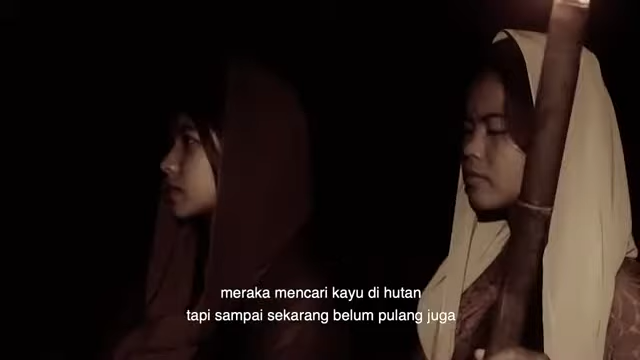 meraka mencari kayu di hutan
tapi sampai sekarang belum pulang juga